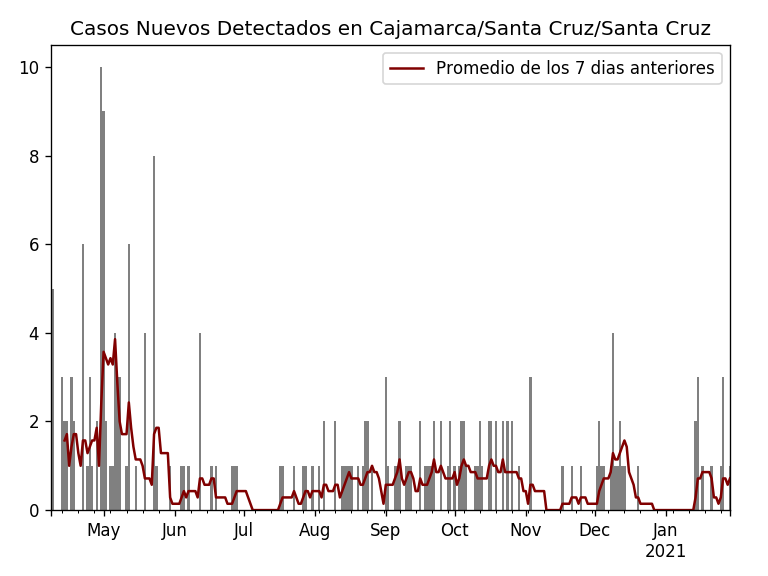 Casos Nuevos Detectados en Cajamarca/Santa Cruz/Santa Cruz
Promedio de los 7 dias anteriores
10
8
6
4
2
0
May Jun Jul Aug Sep Oct Nov Dec Jan
2021